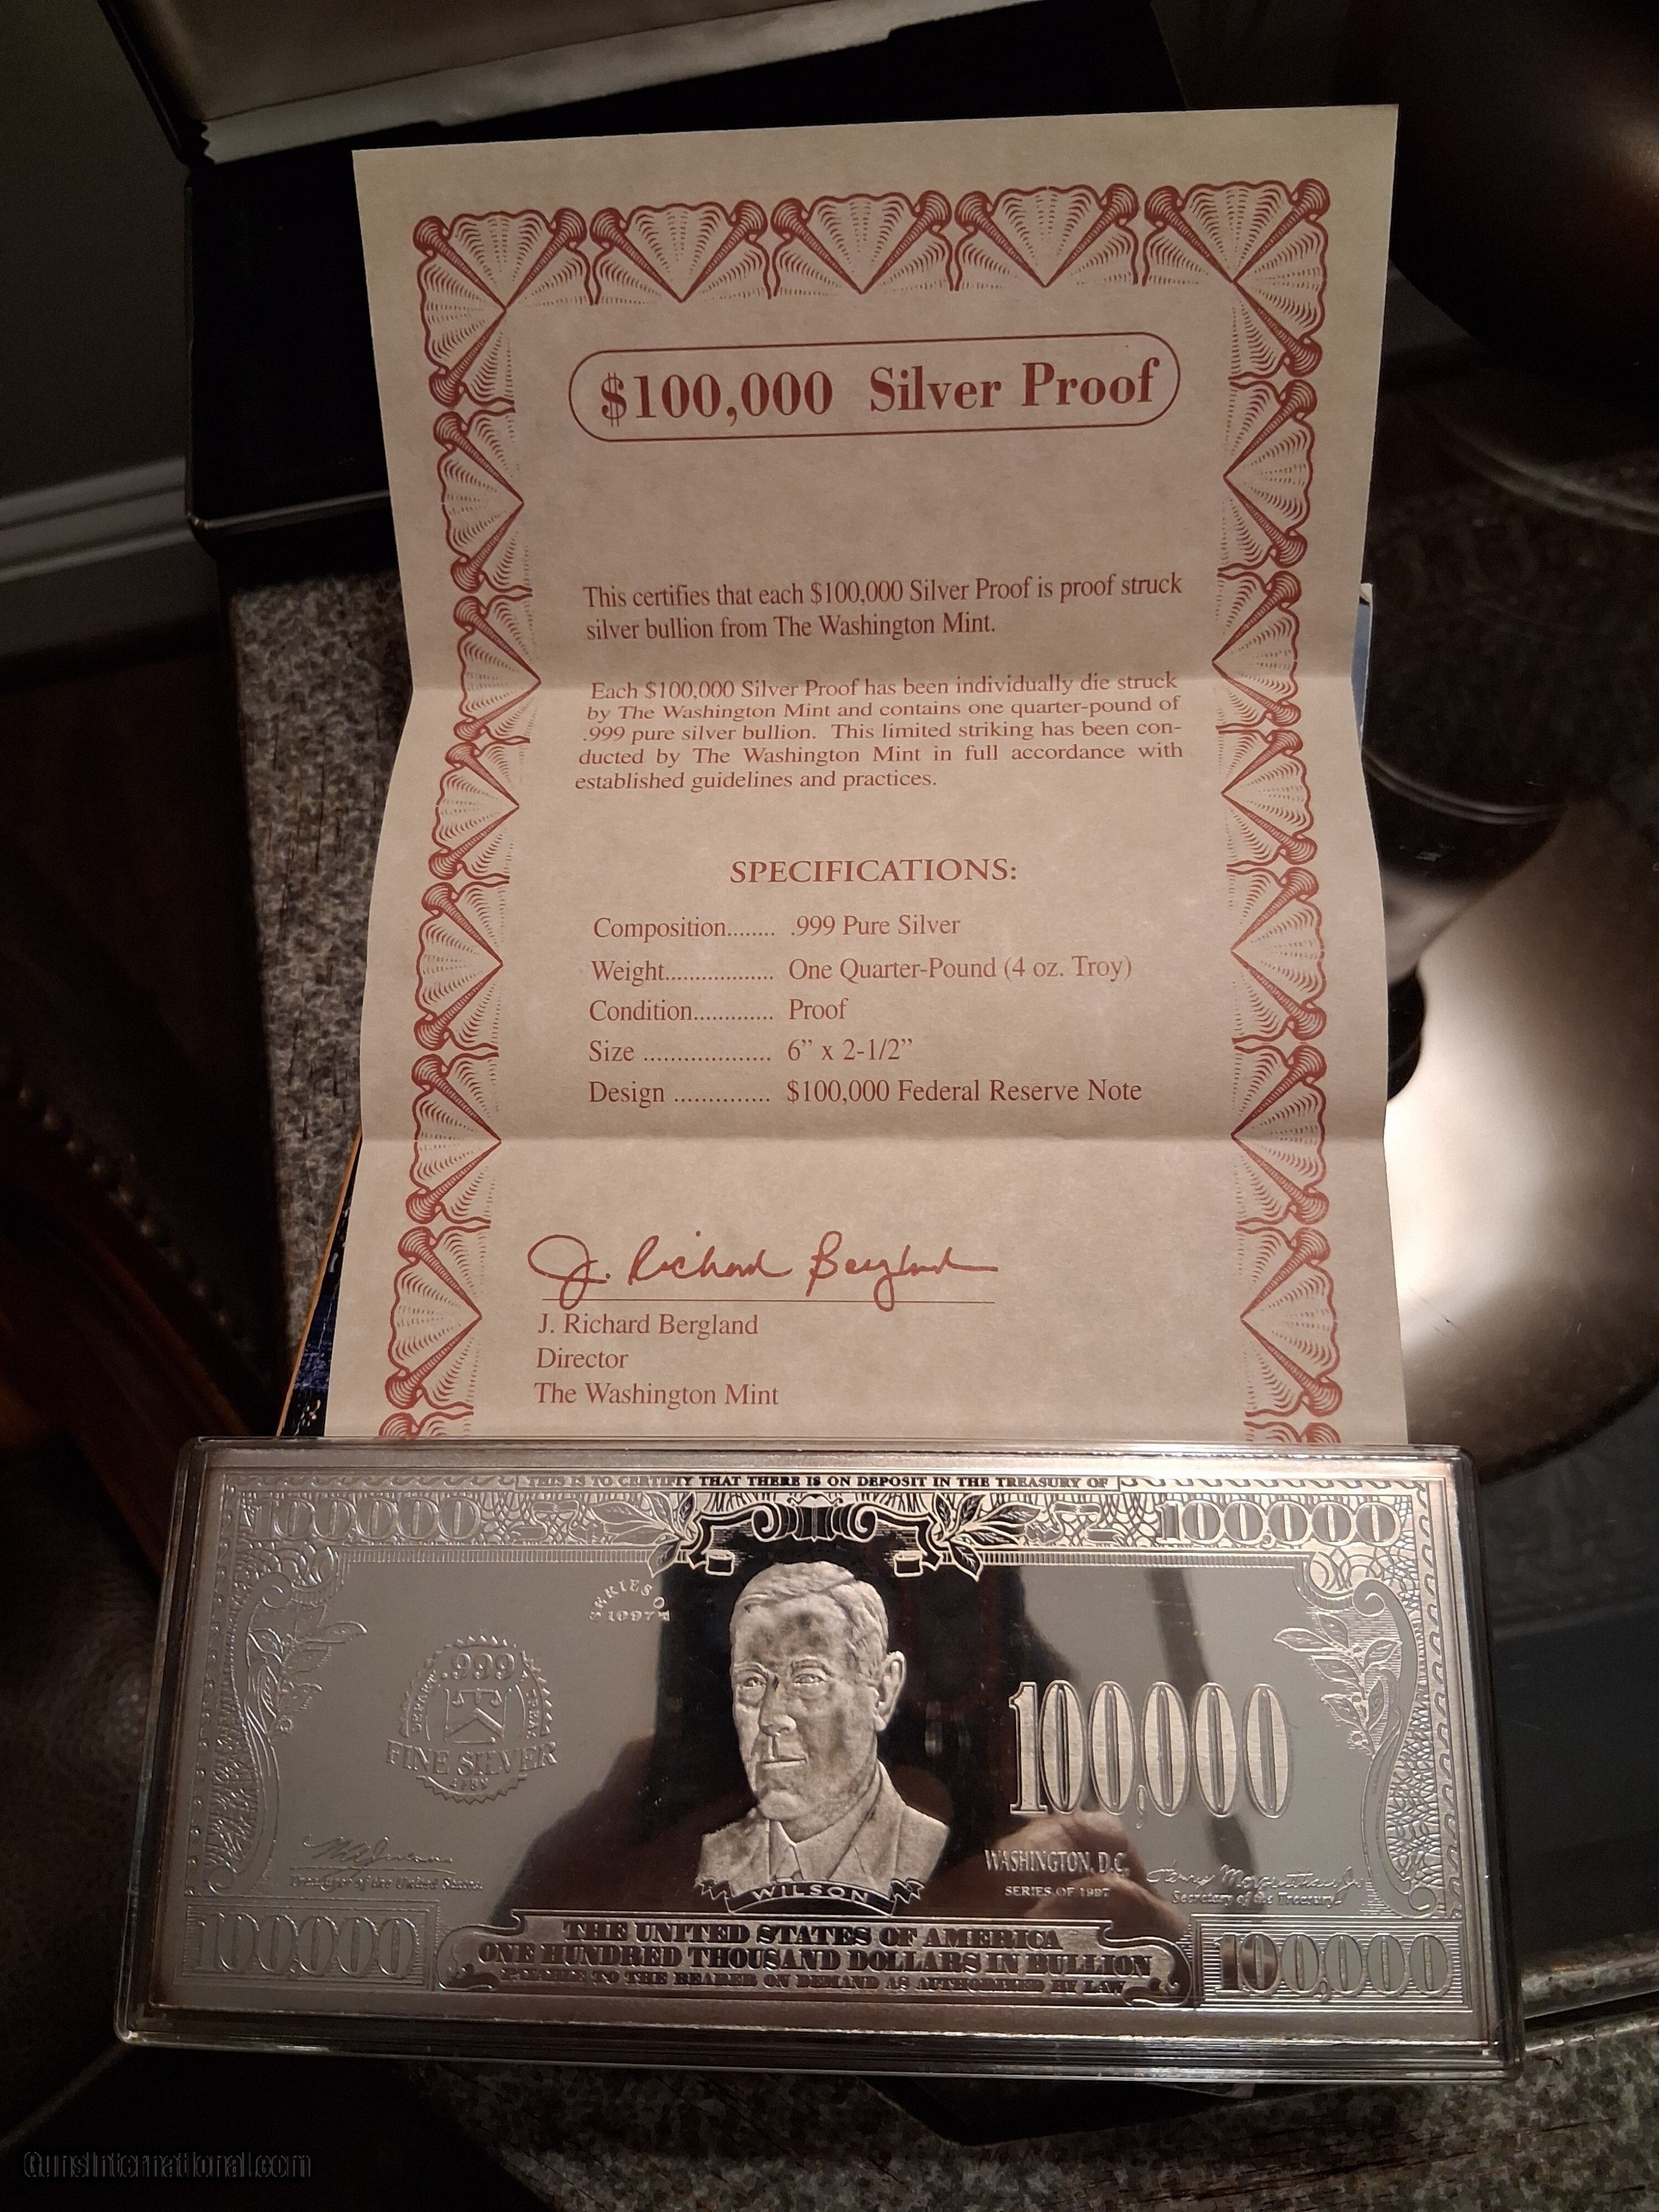 $100,000 Silver Proof
This certifies that each $100,000 Silver Proof is proof struck
silver bullion from The Washington Mint.
Each $100,000 Silver Proof has been individually die struck
by The Washington Mint and contains one quarter-pound of
.999 pure silver bullion. This limited striking has been con-
ducted by The Washington Mint in full accordance with
established guidelines and practices.
SPECIFICATIONS:
Composition........ .999 Pure Silver
Weight................ One Quarter-Pound (4 oz. Troy)
Condition............ Proof
Size ................... 6” x 2-1/2”
Design .............. $100,000 Federal Reserve Note
J. Richard Bergland
J. Richard Bergland
Director
The Washington Mint
THIS IS TO CERTIFY THAT THERE IS ON DEPOSIT IN THE TREASURY OF
100,000 100,000
SERIES OF
1997
.999
FINE SILVER
1789
100,000
WASHINGTON, D.C.
SERIES OF 1997
Treasurer of the United States.
Secretary of the Treasury.
WILSON
100,000 100,000
THE UNITED STATES OF AMERICA
ONE HUNDRED THOUSAND DOLLARS IN BULLION
PAYABLE TO THE BEARER ON DEMAND AS AUTHORIZED BY LAW
GunsInternational.com